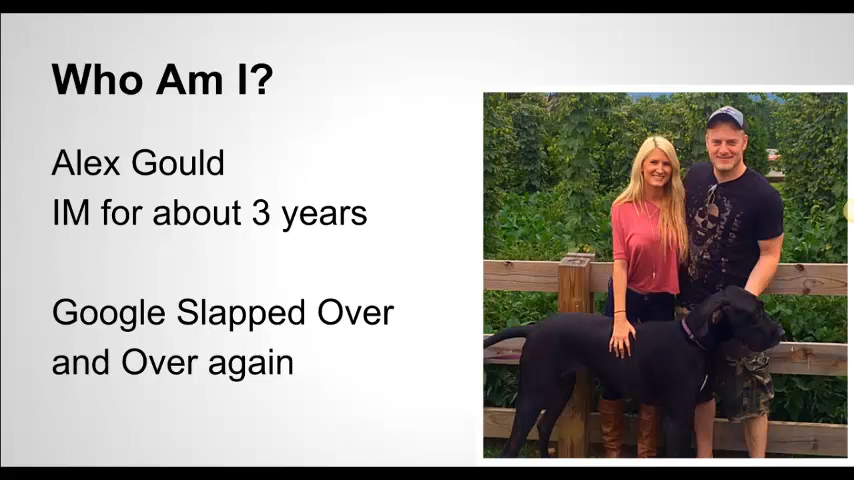 Who Am I?
Alex Gould
IM for about 3 years
Google Slapped Over
and Over again